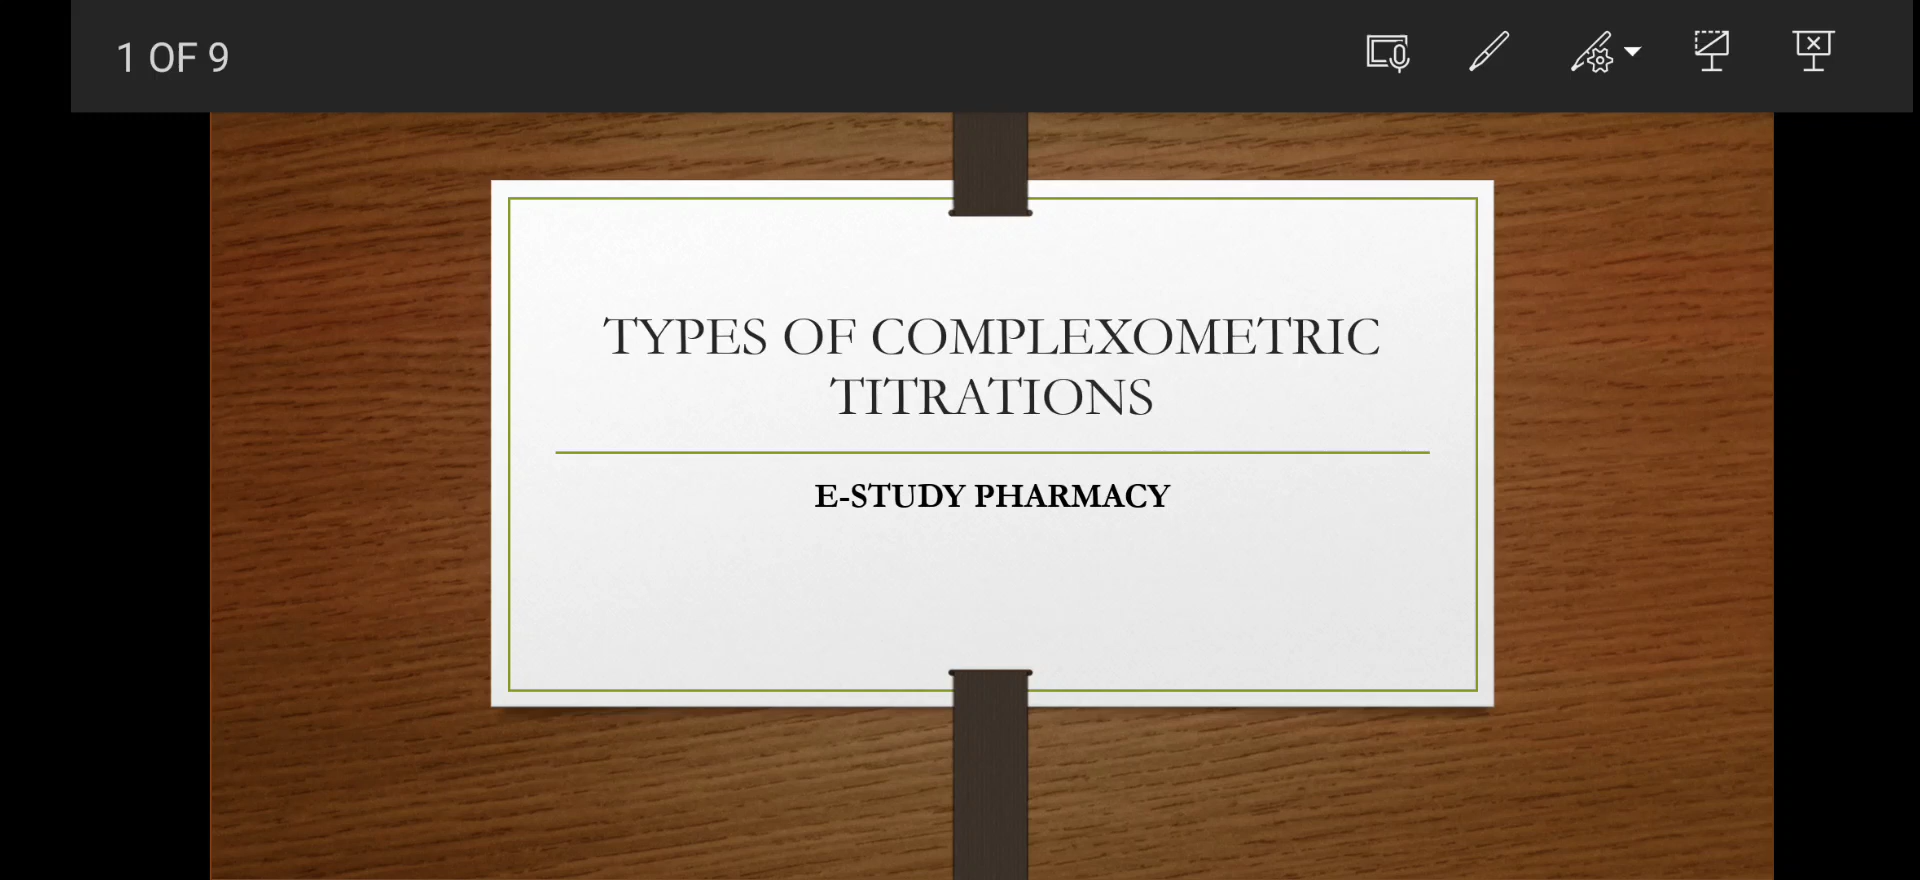 1 OF 9
TYPES OF COMPLEXOMETRIC
TITRATIONS
E-STUDY PHARMACY